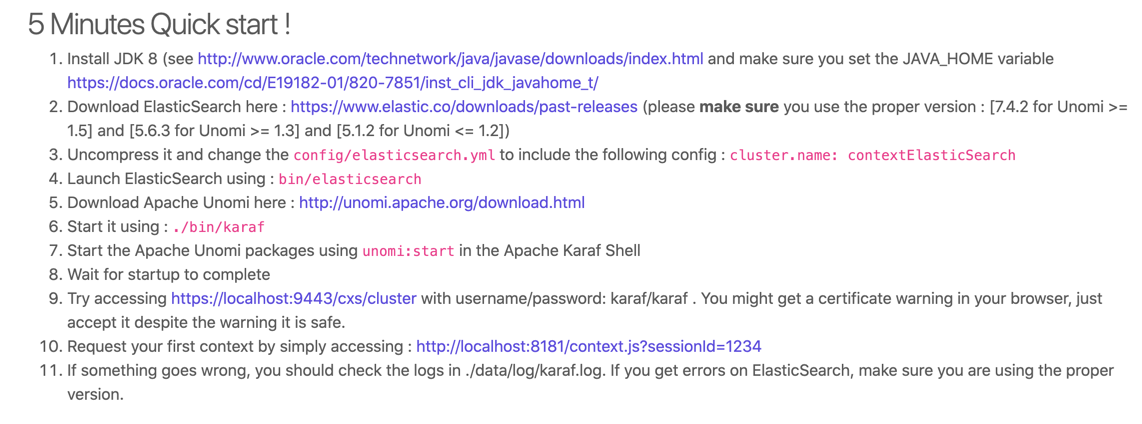 5 Minutes Quick start !
1. Install JDK 8 (see http://www.oracle.com/technetwork/java/javase/downloads/index.html and make sure you set the JAVA_HOME variable
https://docs.oracle.com/cd/E19182-01/820-7851/inst_cli_jdk_javahome_t/
2. Download ElasticSearch here : https://www.elastic.co/downloads/past-releases (please make sure you use the proper version : [7.4.2 for Unomi >=
1.5] and [5.6.3 for Unomi >= 1.3] and [5.1.2 for Unomi <= 1.2])
3. Uncompress it and change the config/elasticsearch.yml to include the following config : cluster.name: contextElasticSearch
4. Launch ElasticSearch using : bin/elasticsearch
5. Download Apache Unomi here : http://unomi.apache.org/download.html
6. Start it using : ./bin/karaf
7. Start the Apache Unomi packages using unomi:start in the Apache Karaf Shell
8. Wait for startup to complete
9. Try accessing https://localhost:9443/cxs/cluster with username/password: karaf/karaf . You might get a certificate warning in your browser, just
accept it despite the warning it is safe.
10. Request your first context by simply accessing : http://localhost:8181/context.js?sessionId=1234
11. If something goes wrong, you should check the logs in ./data/log/karaf.log. If you get errors on ElasticSearch, make sure you are using the proper
version.